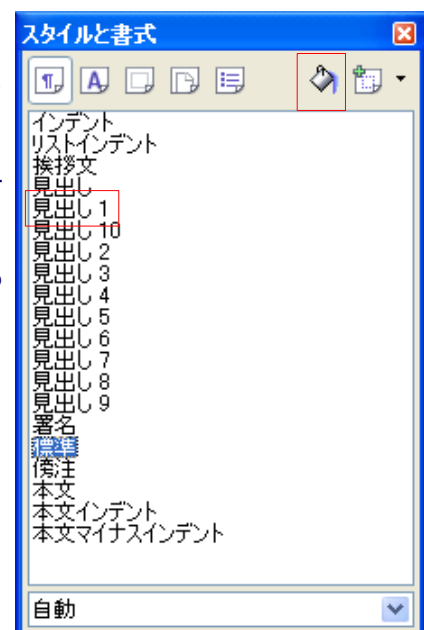 スタイルと書式
インデント
リストインデント
挨拶文
見出し
見出し 1
見出し 10
見出し 2
見出し 3
見出し 4
見出し 5
見出し 6
見出し 7
見出し 8
見出し 9
署名
標準
傍注
本文
本文インデント
本文マイナスインデント
自動